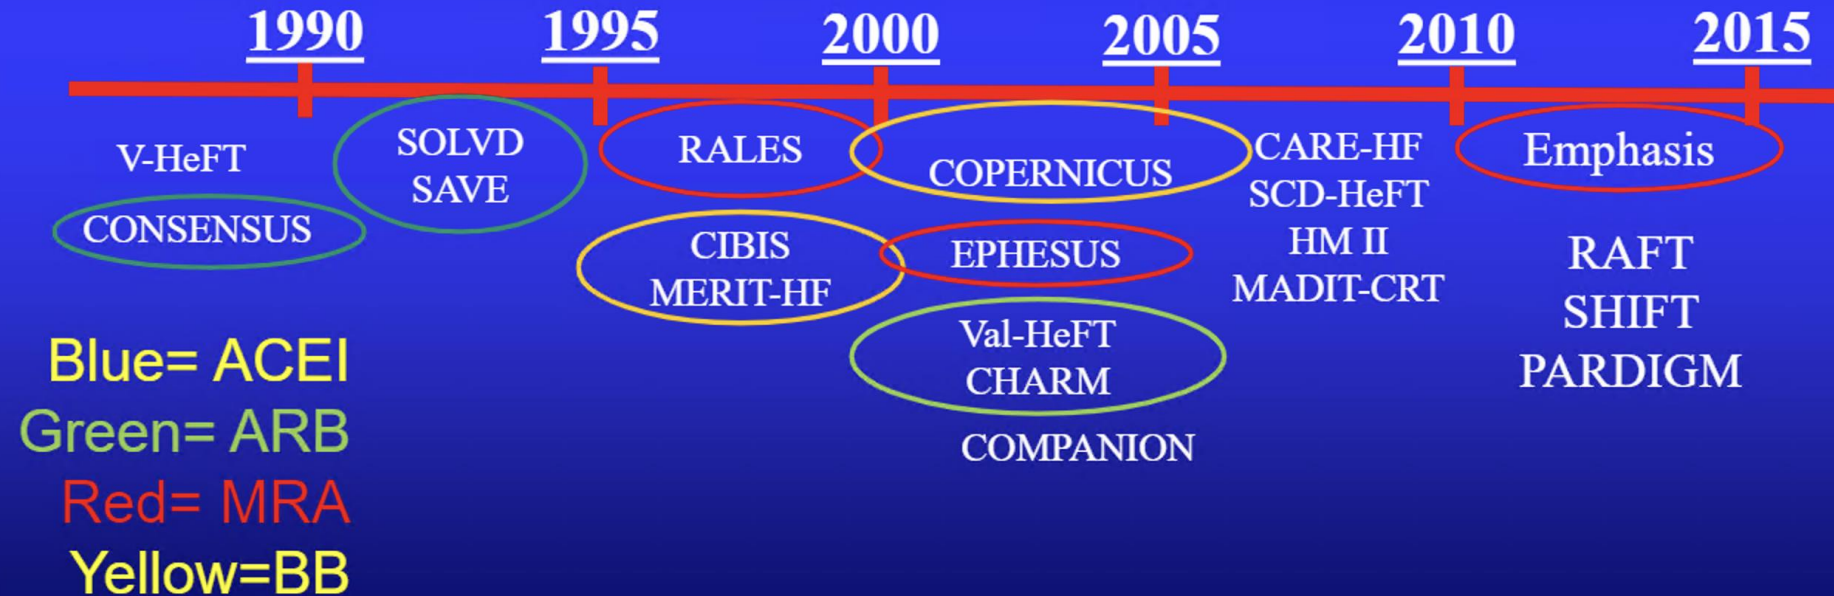 1990 1995 2000 2005 2010 2015
V-HeFT
CONSENSUS
SOLVD
SAVE
RALES
CIBIS
MERIT-HF
COPERNICUS
EPHESUS
Val-HeFT
CHARM
COMPANION
CARE-HF
SCD-HeFT
HM II
MADIT-CRT
Emphasis
RAFT
SHIFT
PARDIGM
Blue= ACEI
Green= ARB
Red= MRA
Yellow=BB